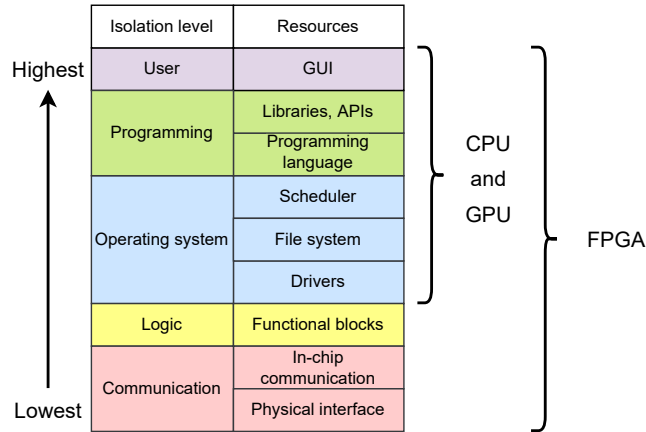 Isolation level Resources
Highest User GUI
Programming Libraries, APIs
Programming
language
Operating system Scheduler
File system
Drivers
Logic Functional blocks
Communication In-chip
communication
Lowest Physical interface
CPU
and
GPU
FPGA